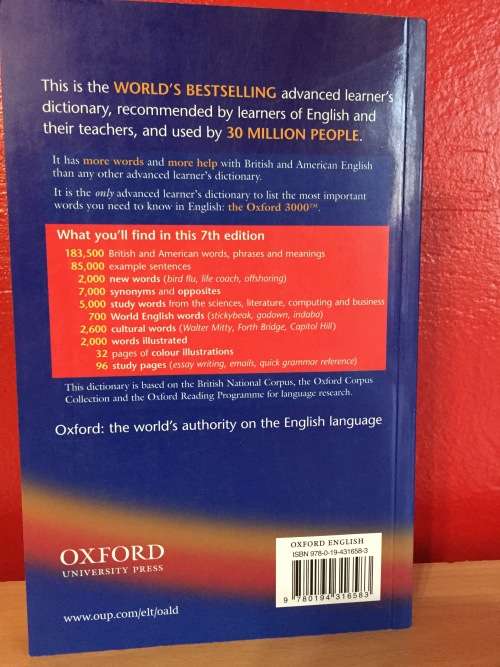 This is the WORLD'S BESTSELLING advanced learner's
dictionary, recommended by learners of English and
their teachers, and used by 30 MILLION PEOPLE.
It has more words and more help with British and American English
than any other advanced learner's dictionary.
It is the only advanced learner's dictionary to list the most important
words you need to know in English: the Oxford 3000™.
What you'll find in this 7th edition
183,500 British and American words, phrases and meanings
85,000 example sentences
2,000 new words (bird flu, life coach, offshoring)
7,000 synonyms and opposites
5,000 study words from the sciences, literature, computing and business
700 World English words (stickybeak, godown, indaba)
2,600 cultural words (Walter Mitty, Forth Bridge, Capitol Hill)
2,000 words illustrated
32 pages of colour illustrations
96 study pages (essay writing, emails, quick grammar reference)
This dictionary is based on the British National Corpus, the Oxford Corpus
Collection and the Oxford Reading Programme for language research.
Oxford: the world's authority on the English language
OXFORD
UNIVERSITY PRESS
www.oup.com/elt/oald
OXFORD ENGLISH
ISBN 978-0-19-431658-3
9 780194 316583